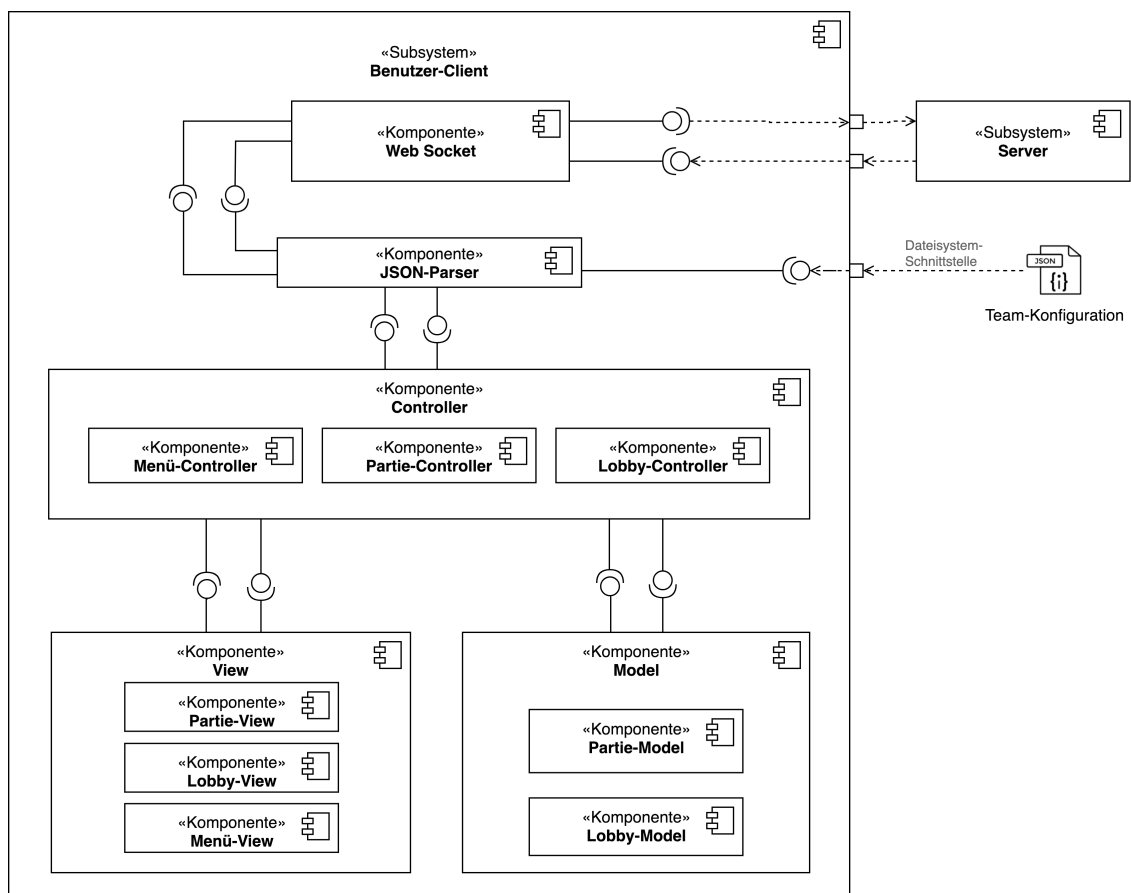 «Subsystem»
Benutzer-Client
«Komponente»
Web Socket
«Subsystem»
Server
«Komponente»
JSON-Parser
Dateisystem-
Schnittstelle
JSON
{i}
Team-Konfiguration
«Komponente»
Controller
«Komponente»
Menü-Controller
«Komponente»
Partie-Controller
«Komponente»
Lobby-Controller
«Komponente»
View
«Komponente»
Partie-View
«Komponente»
Lobby-View
«Komponente»
Menü-View
«Komponente»
Model
«Komponente»
Partie-Model
«Komponente»
Lobby-Model